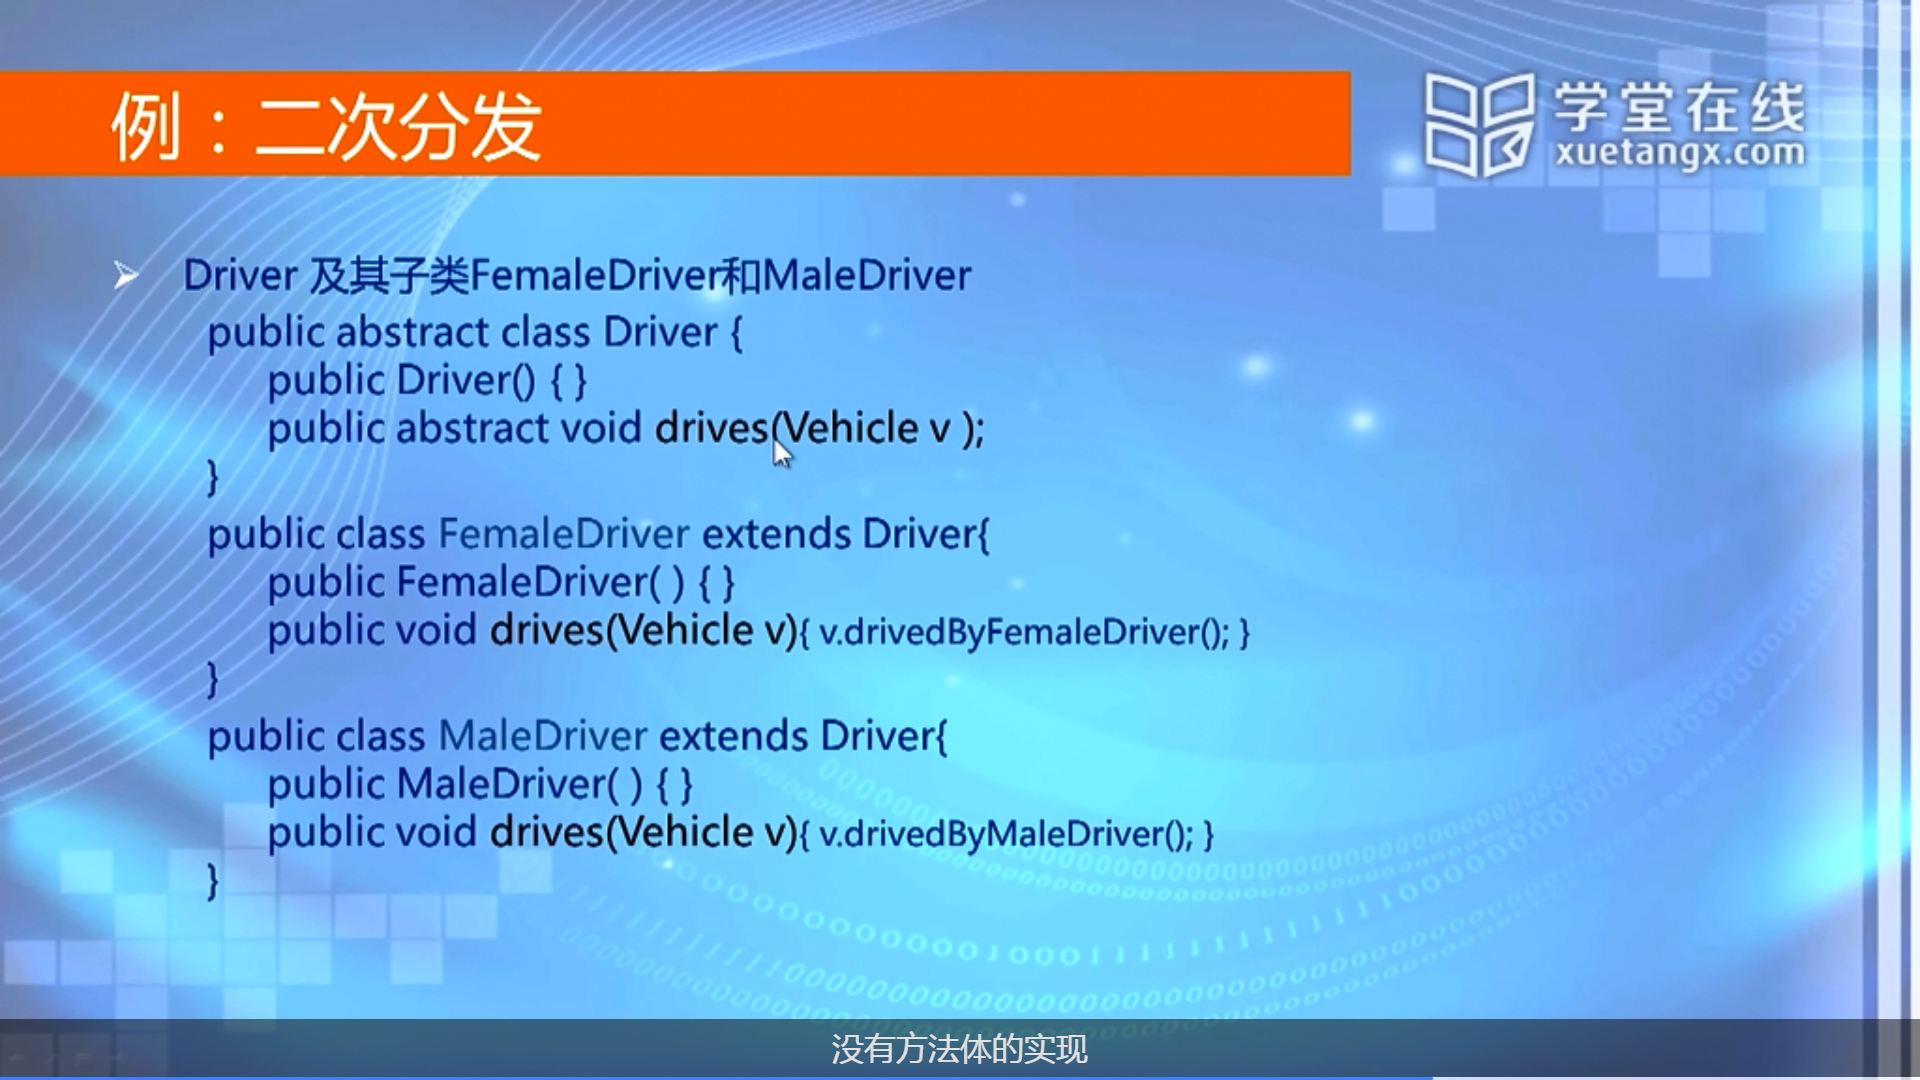 例：二次分发
学堂在线
xuetangx.com
Driver 及其子类FemaleDriver和MaleDriver
public abstract class Driver {
public Driver() { }
public abstract void drives(Vehicle v );
}
public class FemaleDriver extends Driver{
public FemaleDriver( ) { }
public void drives(Vehicle v){ v.drivedByFemaleDriver(); }
}
public class MaleDriver extends Driver{
public MaleDriver( ) { }
public void drives(Vehicle v){ v.drivedByMaleDriver(); }
}
没有方法体的实现